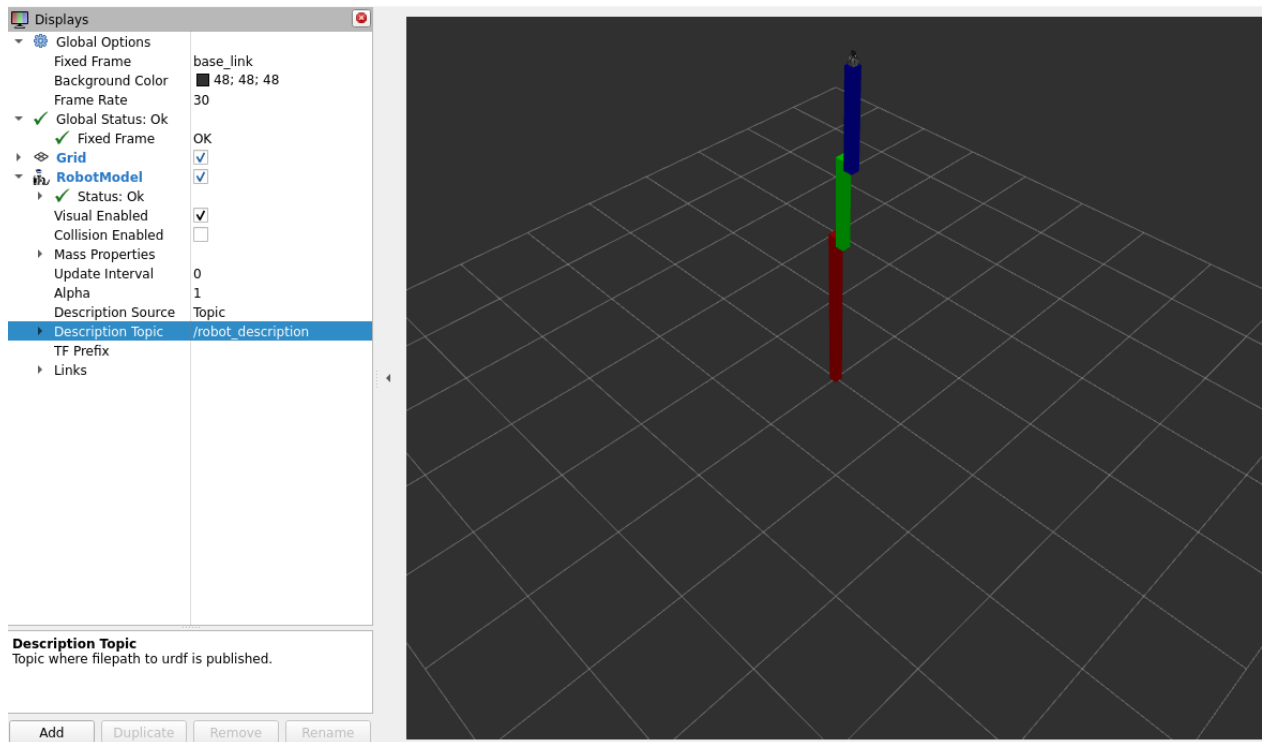 Displays
Global Options
Fixed Frame base_link
Background Color 48; 48; 48
Frame Rate 30
Global Status: Ok
Fixed Frame OK
Grid
RobotModel
Status: Ok
Visual Enabled
Collision Enabled
Mass Properties
Update Interval 0
Alpha 1
Description Source Topic
Description Topic /robot_description
TF Prefix
Links
Description Topic
Topic where filepath to urdf is published.
Add Duplicate Remove Rename